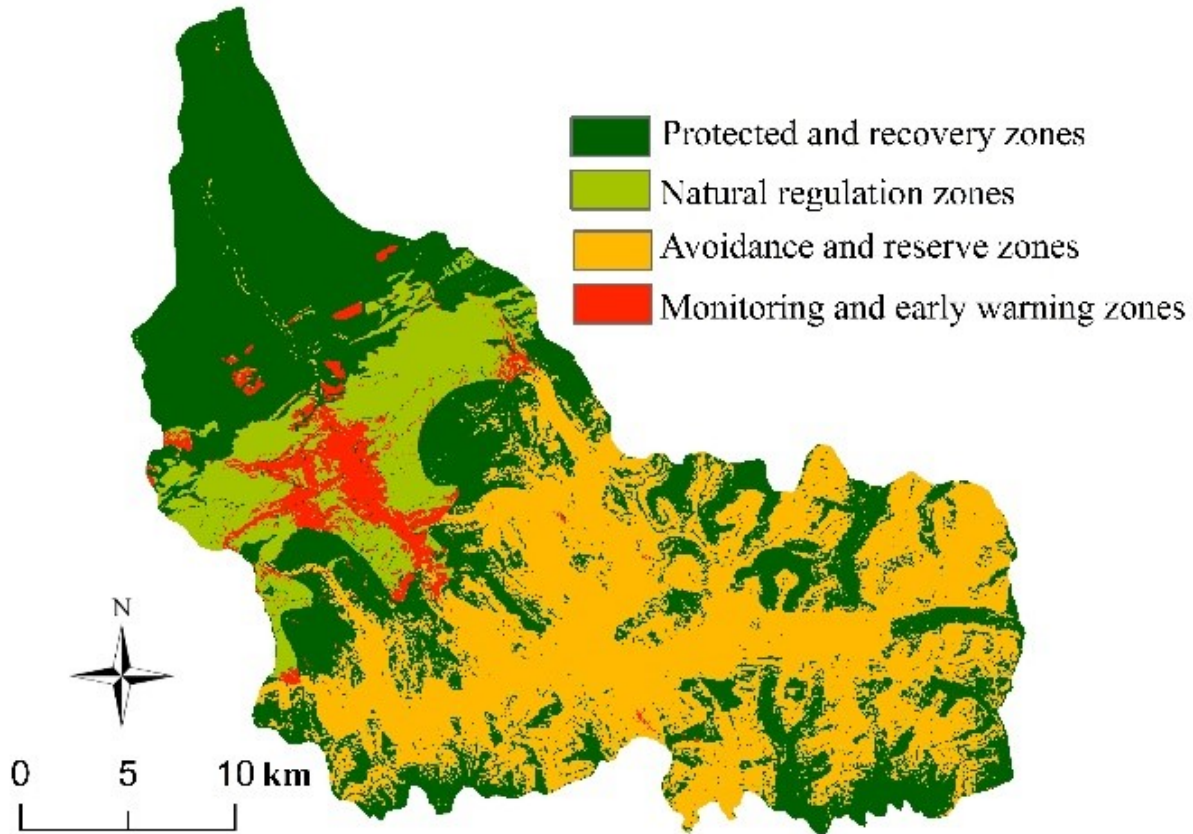 Protected and recovery zones
Natural regulation zones
Avoidance and reserve zones
Monitoring and early warning zones
N
0 5 10 km